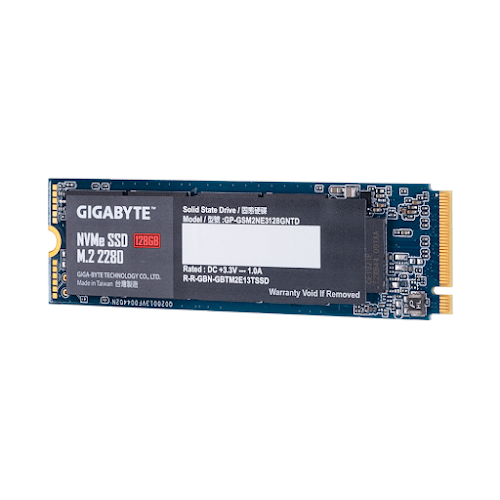 GIGABYTE™
NVMe SSD 128GB
M.2 2280
GIGA-BYTE TECHNOLOGY CO., LTD.
Made in Taiwan 台灣製造
Solid State Drive / 固態硬碟
Model / 型號 :GP-GSM2NE3128GNTD
Rated : DC +3.3V ⎓ 1.0A
R-R-GBN-GBTM2E13TSSD
Warranty Void If Removed